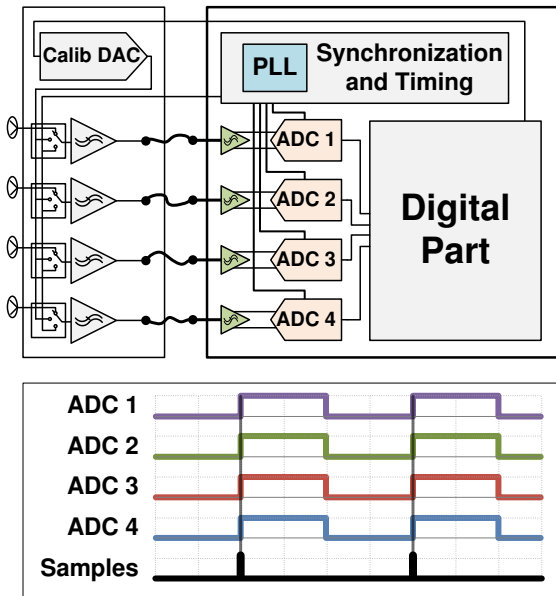 Calib DAC
PLL
Synchronization
and Timing
ADC 1
ADC 2
ADC 3
ADC 4
Digital
Part
ADC 1
ADC 2
ADC 3
ADC 4
Samples